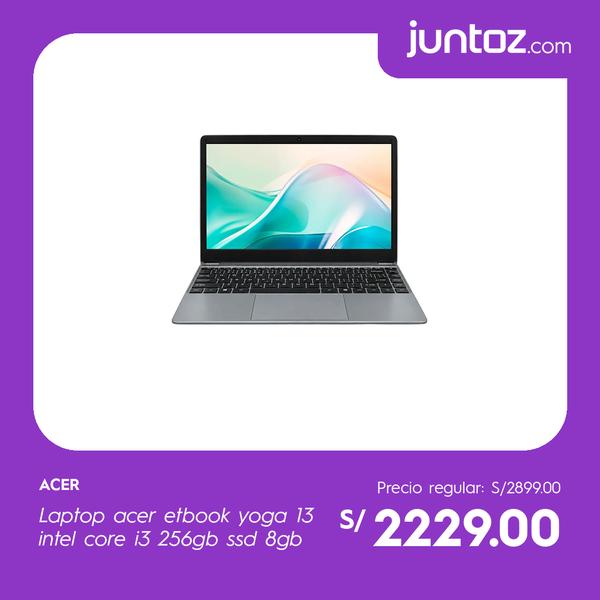 juntoz.com
ACER
Laptop acer etbook yoga 13
intel core i3 256gb ssd 8gb
Precio regular: S/2899.00
S/ 2229.00